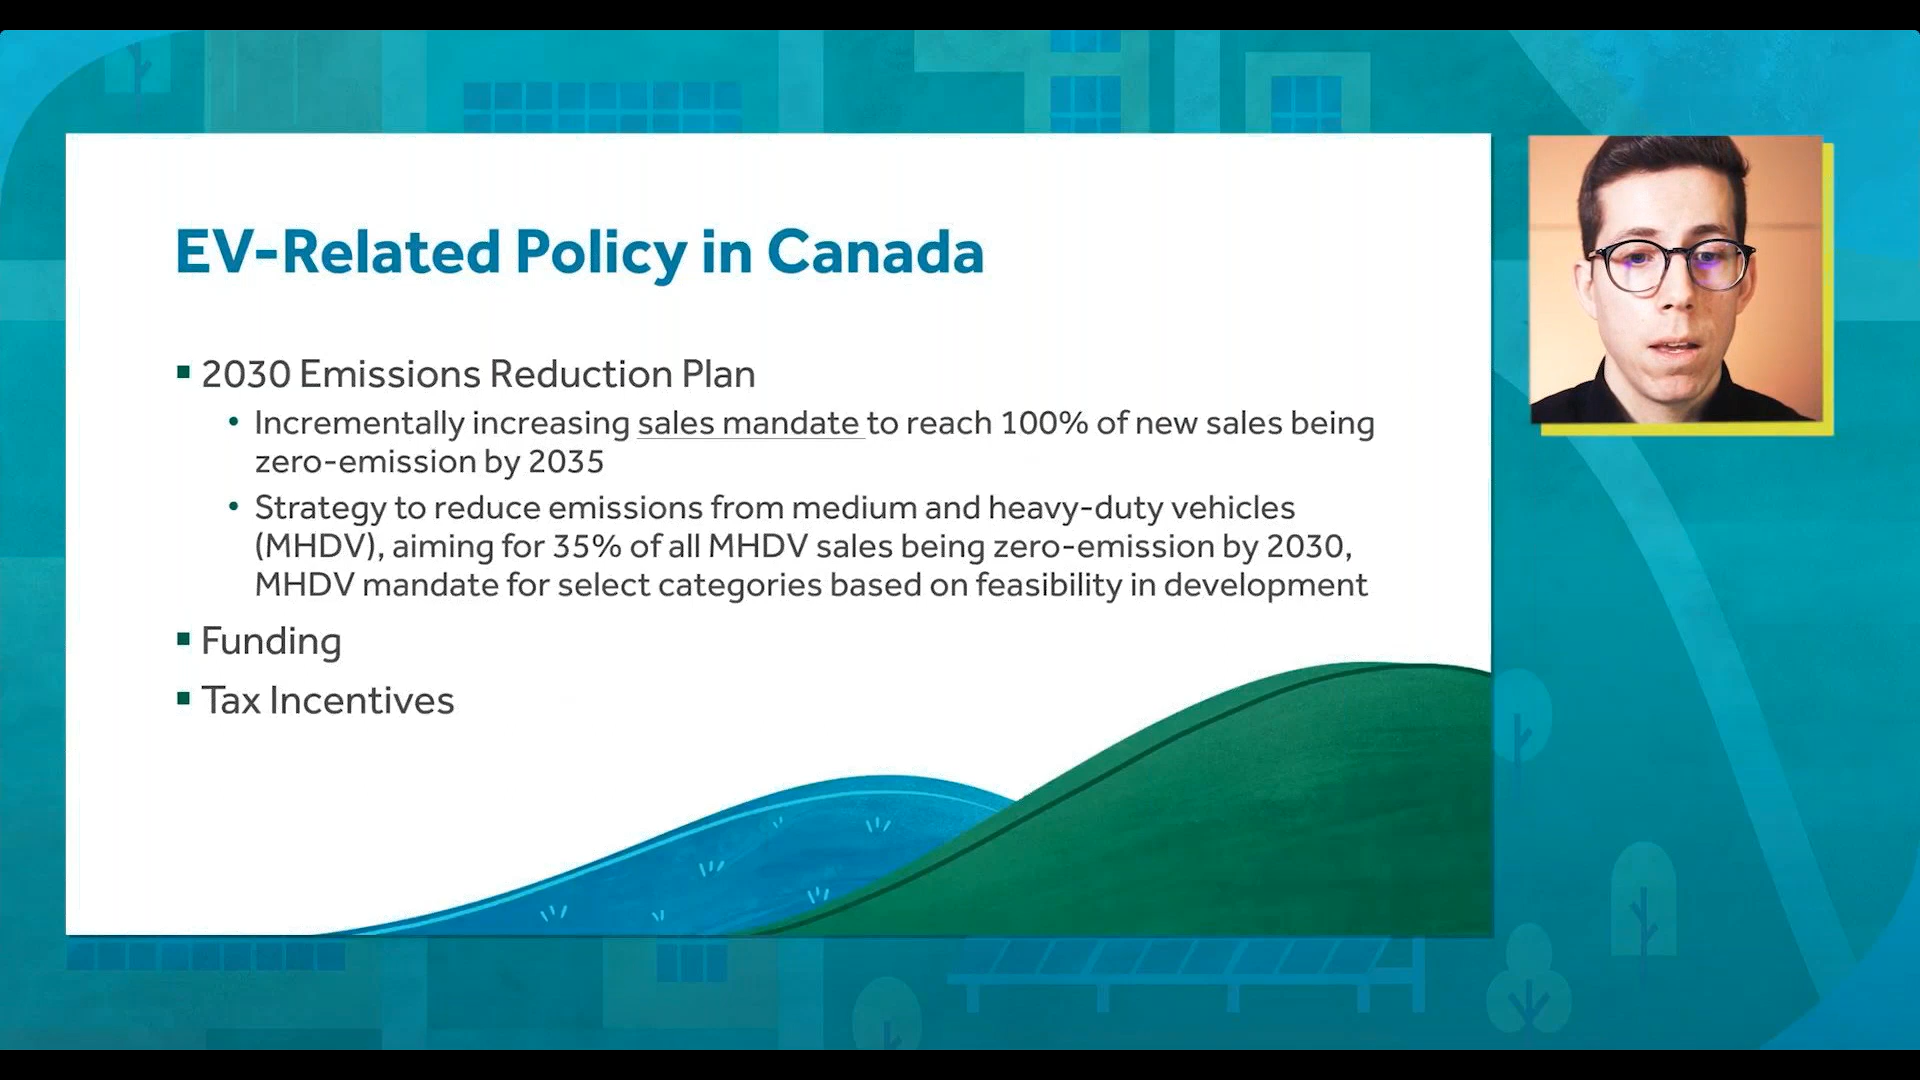 EV-Related Policy in Canada
2030 Emissions Reduction Plan
Incrementally increasing sales mandate to reach 100% of new sales being
zero-emission by 2035
Strategy to reduce emissions from medium and heavy-duty vehicles
(MHDV), aiming for 35% of all MHDV sales being zero-emission by 2030,
MHDV mandate for select categories based on feasibility in development
Funding
Tax Incentives